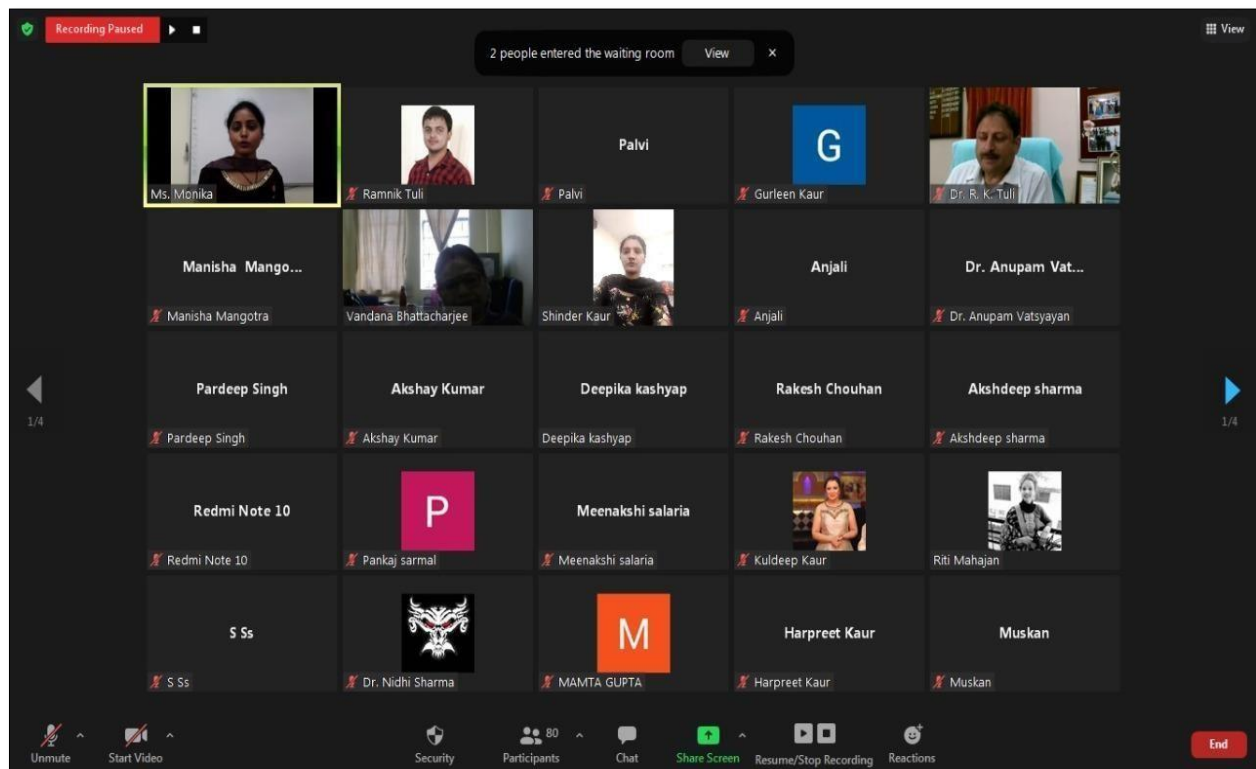 Recording Paused
View
2 people entered the waiting room View ×
Ms. Monika
Ramnik Tuli
Palvi
Palvi
G
Gurleen Kaur
Dr. R. K. Tuli
Manisha Mango...
Manisha Mangotra
Vandana Bhattacharjee
Shinder Kaur
Anjali
Anjali
Dr. Anupam Vat...
Dr. Anupam Vatsyayan
Pardeep Singh
Pardeep Singh
Akshay Kumar
Akshay Kumar
Deepika kashyap
Deepika kashyap
Rakesh Chouhan
Rakesh Chouhan
Akshdeep sharma
Akshdeep sharma
1/4
1/4
Redmi Note 10
Redmi Note 10
P
Pankaj sarmal
Meenakshi salaria
Meenakshi salaria
Kuldeep Kaur
Riti Mahajan
S Ss
S Ss
Dr. Nidhi Sharma
M
MAMTA GUPTA
Harpreet Kaur
Harpreet Kaur
Muskan
Muskan
Unmute
Start Video
Security
80
Participants
Chat
Share Screen
Resume/Stop Recording
Reactions
End